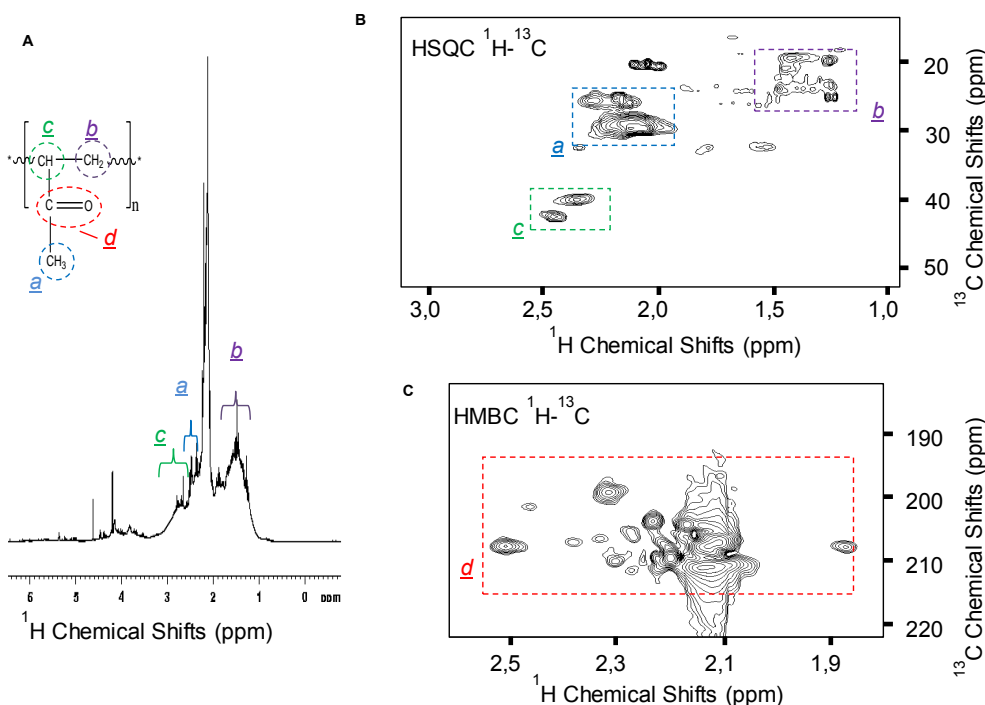 A
c
b
* CH CH₂ *
n
C O
d
CH₃
a
b
a
c
6 5 4 3 2 1 0 ppm
¹H Chemical Shifts (ppm)
B
HSQC ¹H-¹³C
a
b
c
20
30
40
50
¹³C Chemical Shifts (ppm)
3,0 2,5 2,0 1,5 1,0
¹H Chemical Shifts (ppm)
C
HMBC ¹H-¹³C
d
190
200
210
220
¹³C Chemical Shifts (ppm)
2,5 2,3 2,1 1,9
¹H Chemical Shifts (ppm)